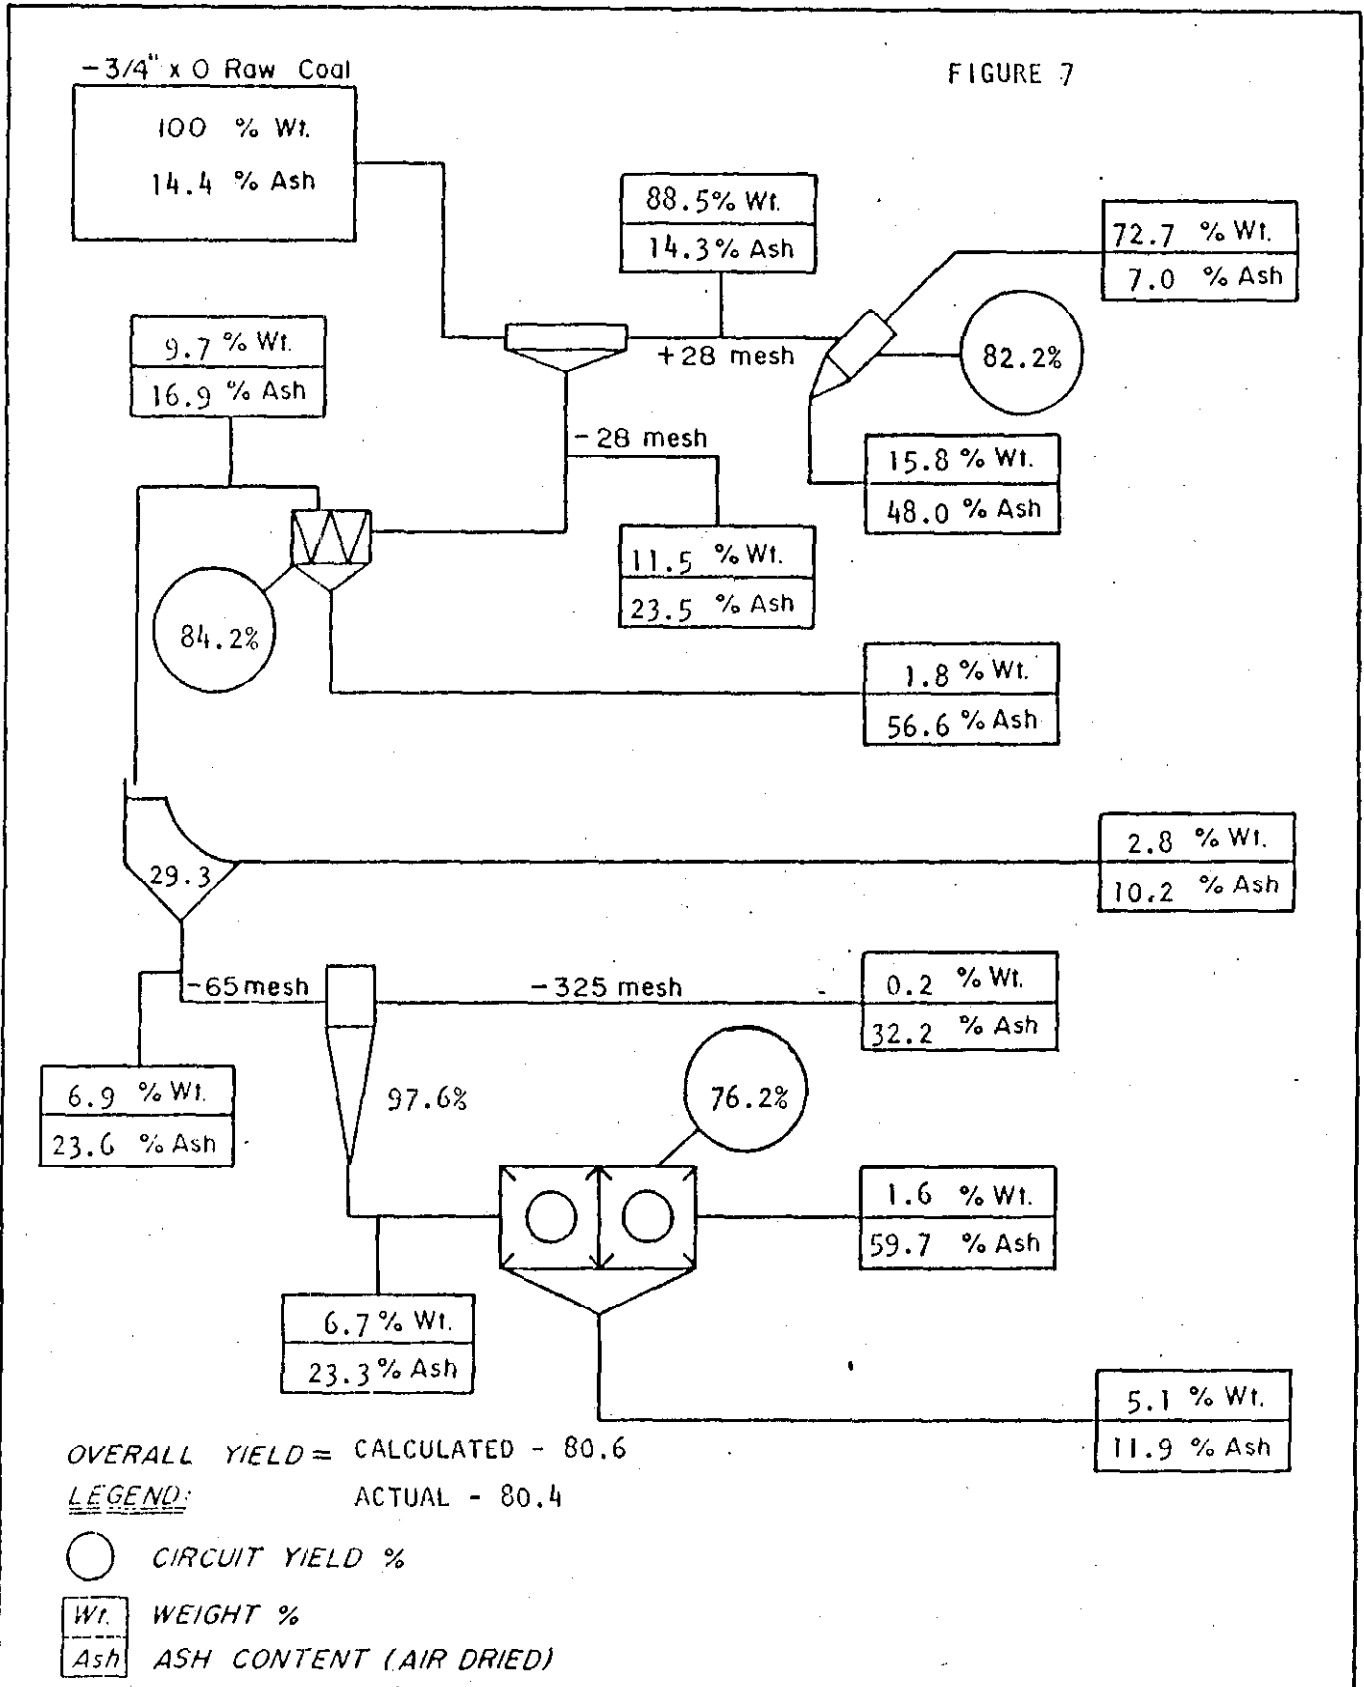 FIGURE 7
-3/4" x 0 Raw Coal
100 % Wt.
14.4 % Ash
88.5% Wt.
14.3% Ash
72.7 % Wt.
7.0 % Ash
9.7 % Wt.
16.9 % Ash
+28 mesh
82.2%
-28 mesh
15.8 % Wt.
48.0 % Ash
11.5 % Wt.
23.5 % Ash
84.2%
1.8 % Wt.
56.6 % Ash
2.8 % Wt.
10.2 % Ash
29.3
-65 mesh
-325 mesh
0.2 % Wt.
32.2 % Ash
6.9 % Wt.
23.6 % Ash
97.6%
76.2%
1.6 % Wt.
59.7 % Ash
6.7 % Wt.
23.3 % Ash
5.1 % Wt.
11.9 % Ash
OVERALL YIELD = CALCULATED - 80.6
LEGEND: ACTUAL - 80.4
CIRCUIT YIELD %
Wt. WEIGHT %
Ash ASH CONTENT (AIR DRIED)